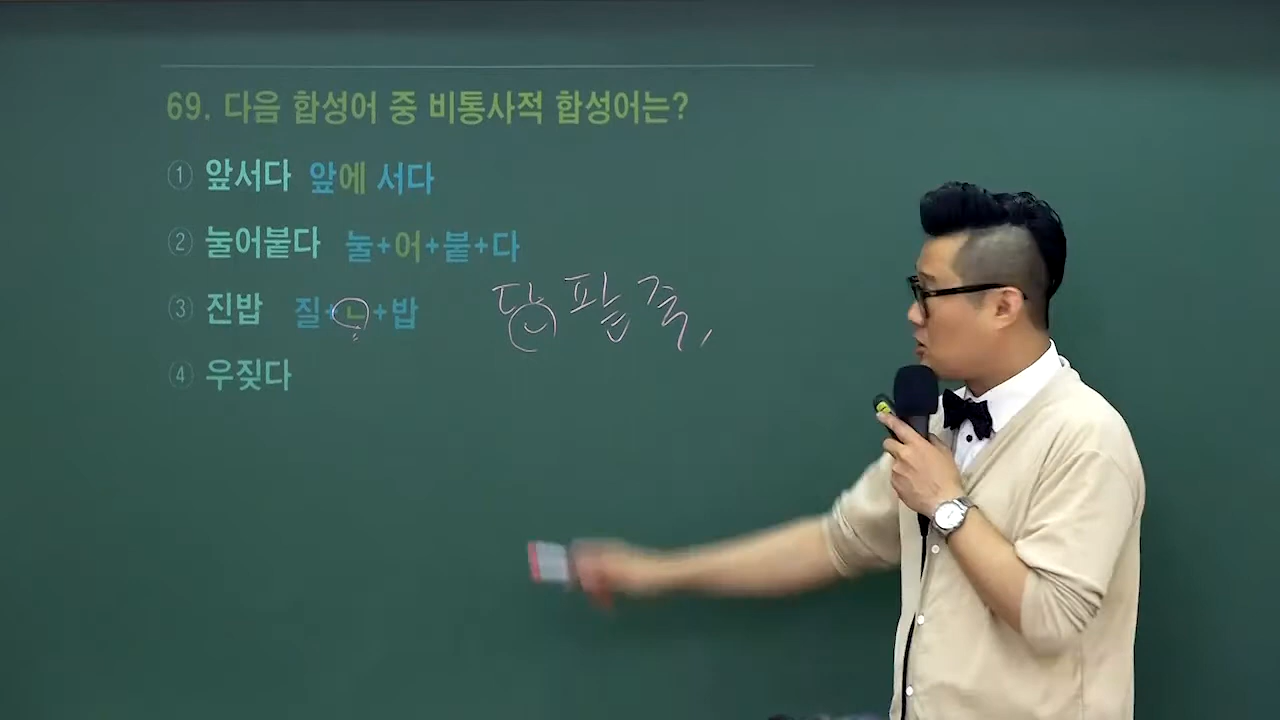 69. 다음 합성어 중 비통사적 합성어는?
① 앞서다 앞에 서다
② 눌어붙다 눌+어+붙+다
③ 진밥 질+ㄴ+밥 단팥죽,
④ 우짖다